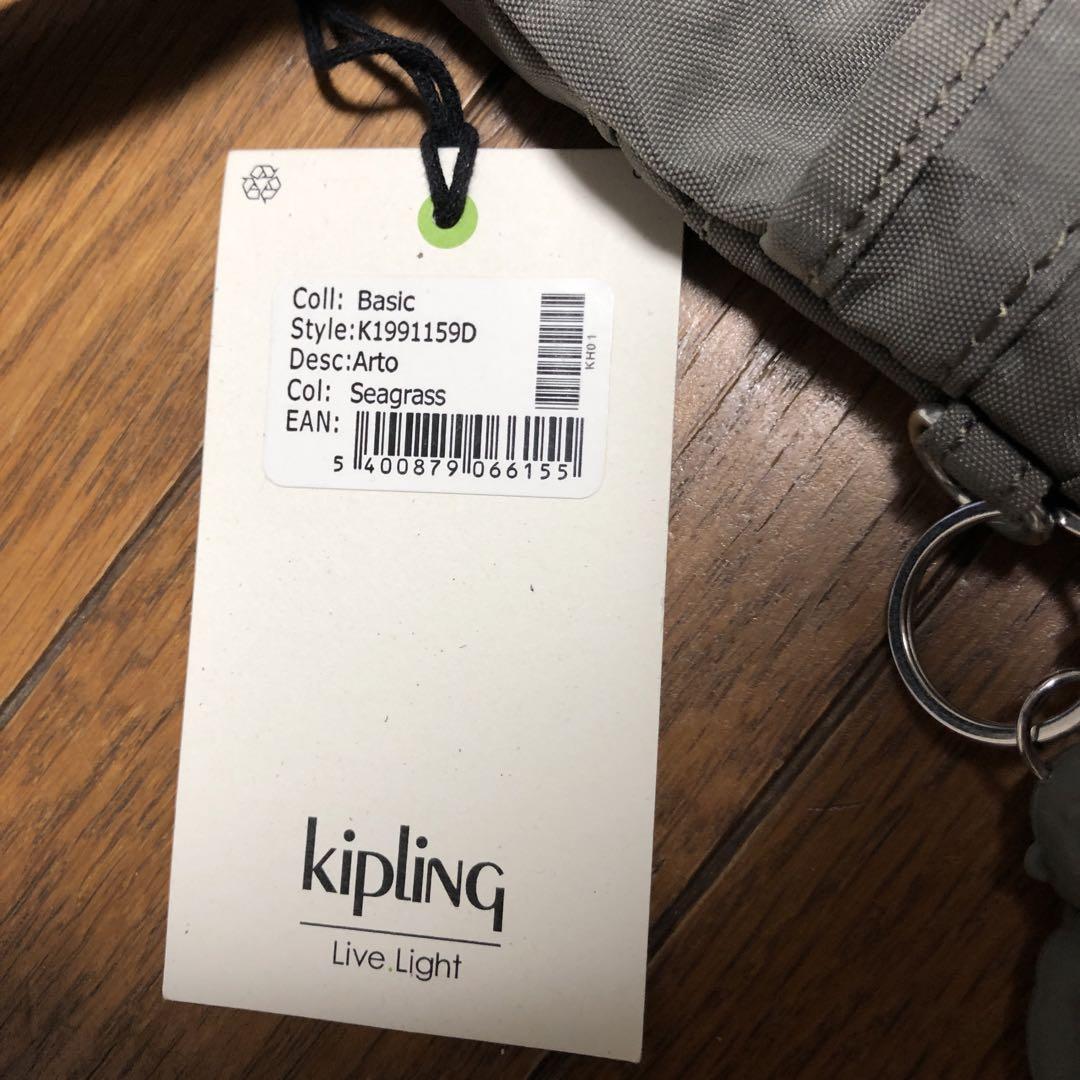 Coll: Basic
Style:K1991159D
Desc:Arto
Col: Seagrass
EAN:
5 400879 066155
KH01
kipling
Live.Light